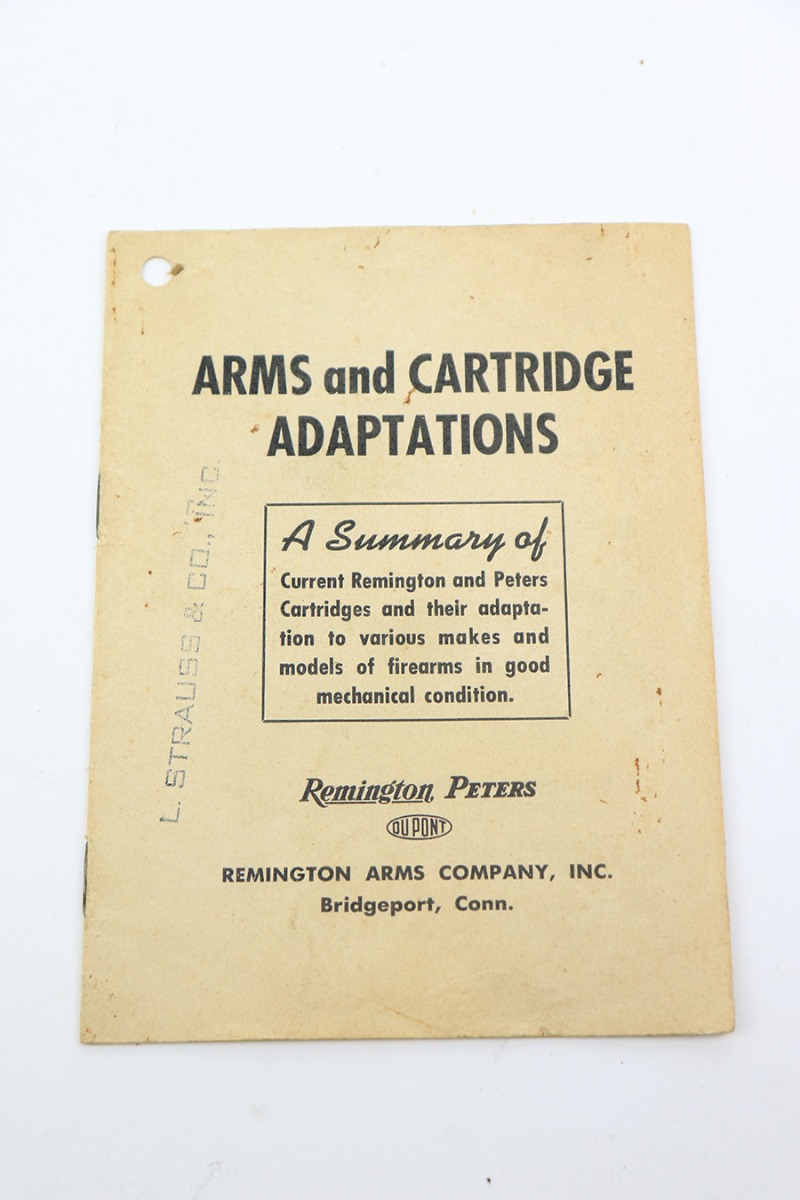 ARMS and CARTRIDGE
ADAPTATIONS
A Summary of
Current Remington and Peters
Cartridges and their adapta-
tion to various makes and
models of firearms in good
mechanical condition.
Remington PETERS
DU PONT
REMINGTON ARMS COMPANY, INC.
Bridgeport, Conn.
L. STRAUSS & CO., INC.